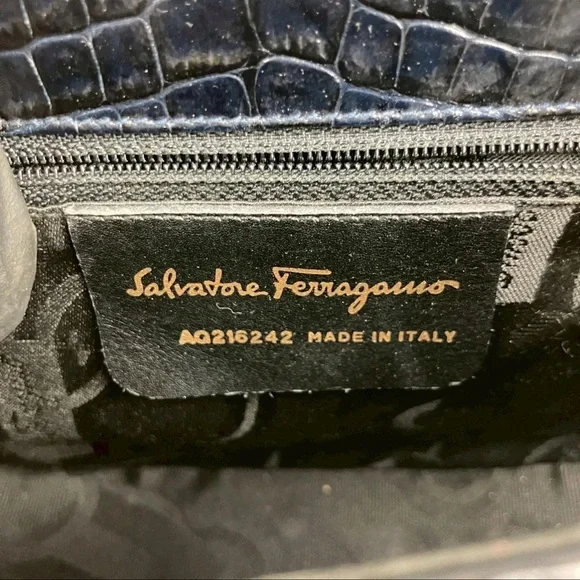 Salvatore Ferragamo
AQ216242 MADE IN ITALY